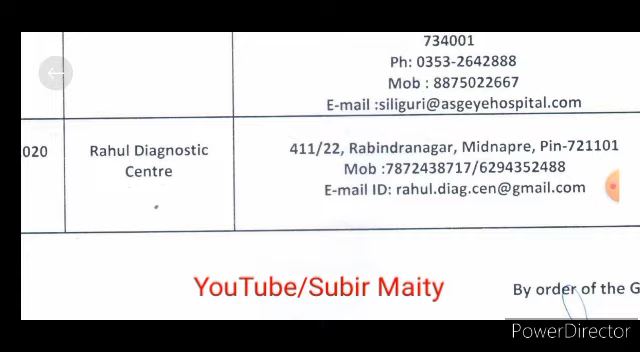 734001
Ph: 0353-2642888
Mob : 8875022667
E-mail :siliguri@asgeyehospital.com
020
Rahul Diagnostic
Centre
411/22, Rabindranagar, Midnapre, Pin-721101
Mob :7872438717/6294352488
E-mail ID: rahul.diag.cen@gmail.com
YouTube/Subir Maity
By order of the G
PowerDirector